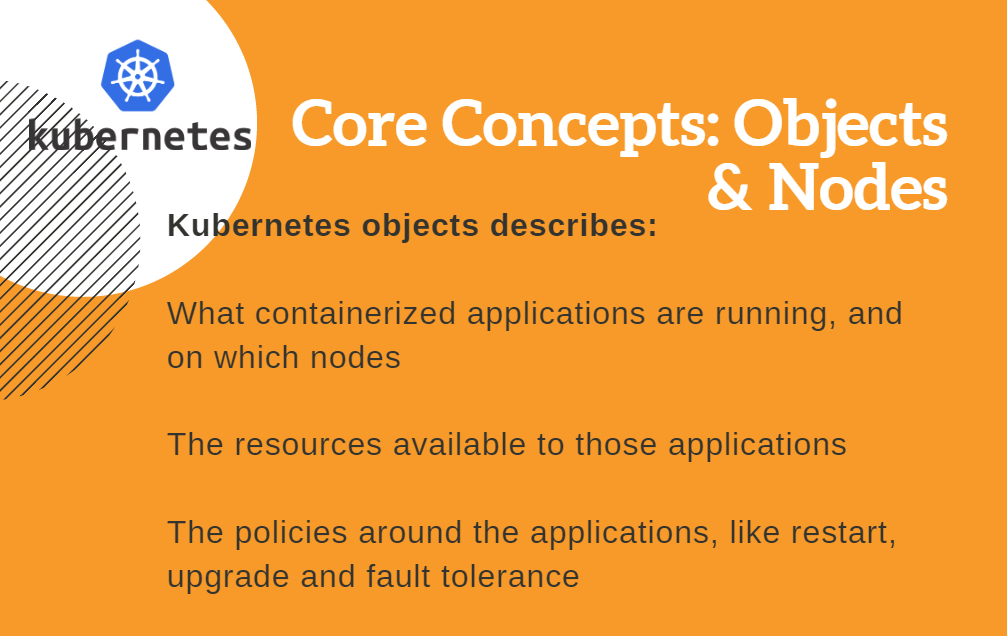 kubernetes
Core Concepts: Objects
& Nodes
Kubernetes objects describes:
What containerized applications are running, and
on which nodes
The resources available to those applications
The policies around the applications, like restart,
upgrade and fault tolerance